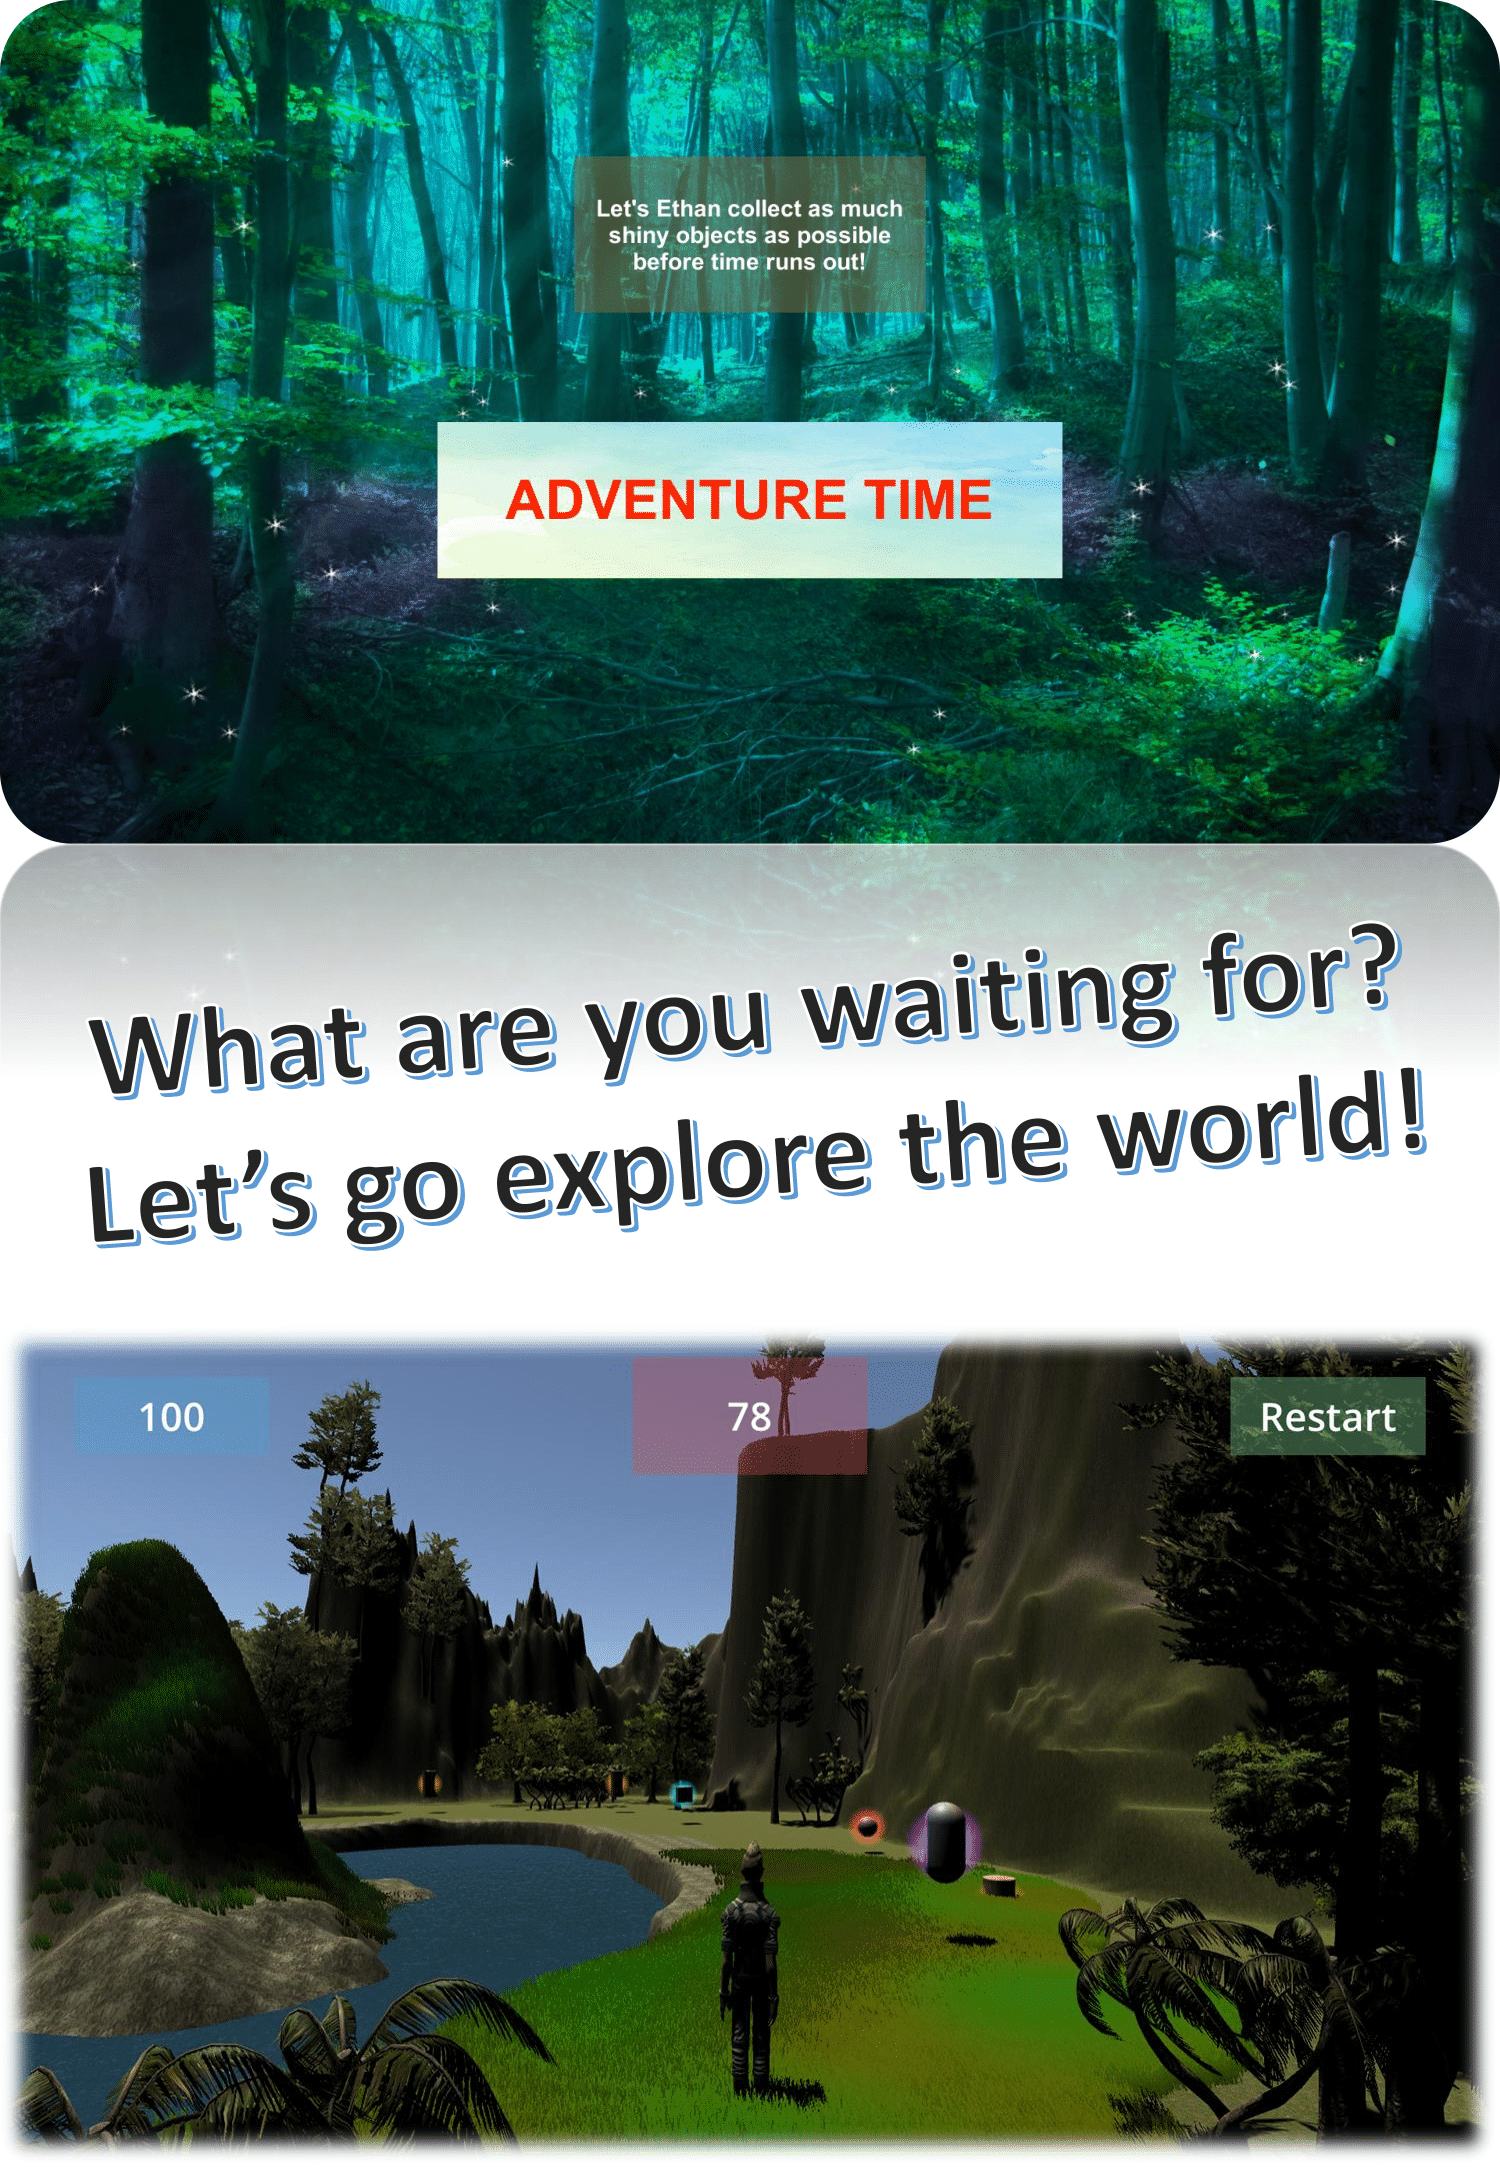 Let's Ethan collect as much
shiny objects as possible
before time runs out!
ADVENTURE TIME
What are you waiting for?
Let’s go explore the world!
100
78
Restart